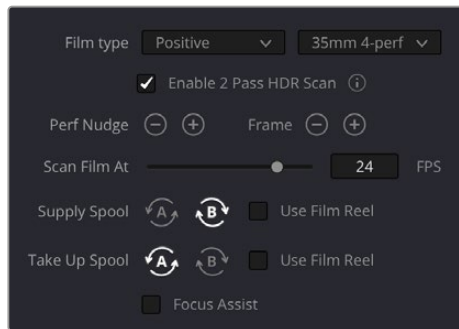 Film type Positive 35mm 4-perf
Enable 2 Pass HDR Scan
Perf Nudge Frame
Scan Film At 24 FPS
Supply Spool A B Use Film Reel
Take Up Spool A B Use Film Reel
Focus Assist